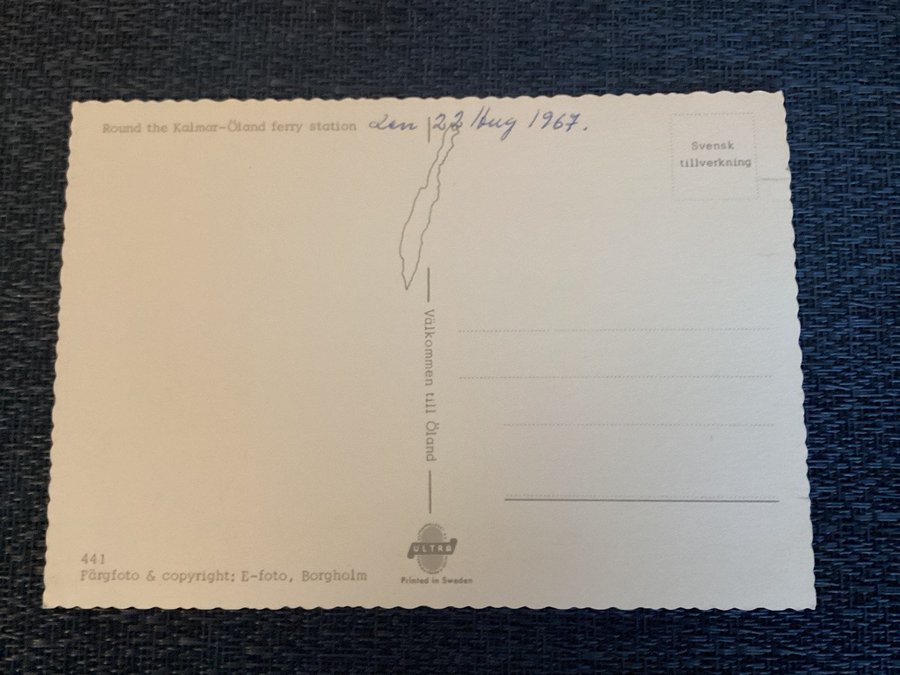 Round the Kalmar-Öland ferry station den 22 Aug 1967.
Svensk
tillverkning
Välkommen till Öland
441
Färgfoto & copyright: E-foto, Borgholm
ULTRA
Printed in Sweden